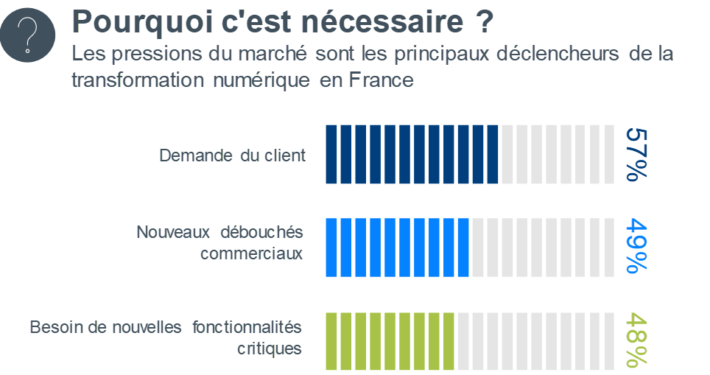 ?
Pourquoi c'est nécessaire ?
Les pressions du marché sont les principaux déclencheurs de la
transformation numérique en France
Demande du client
57%
Nouveaux débouchés
commerciaux
49%
Besoin de nouvelles fonctionnalités
critiques
48%